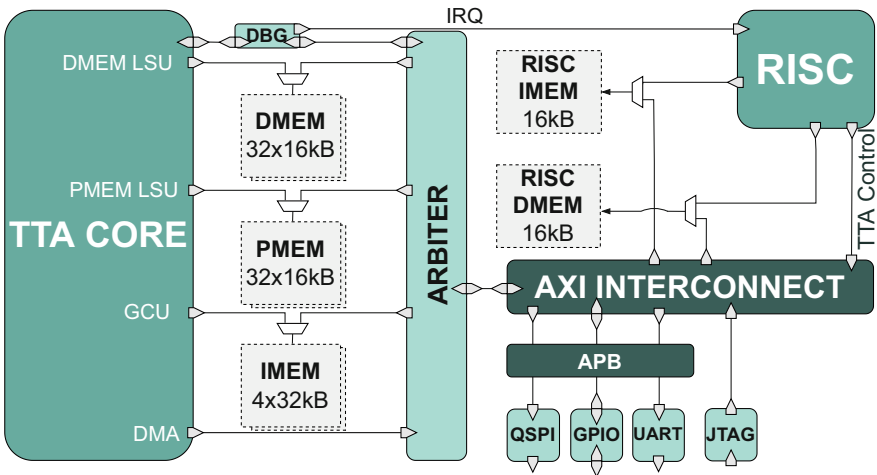 IRQ
DBG
DMEM LSU
DMEM
32x16kB
PMEM LSU
TTA CORE
PMEM
32x16kB
GCU
IMEM
4x32kB
DMA
ARBITER
RISC
IMEM
16kB
RISC
RISC
DMEM
16kB
TTA Control
AXI INTERCONNECT
APB
QSPI
GPIO
UART
JTAG